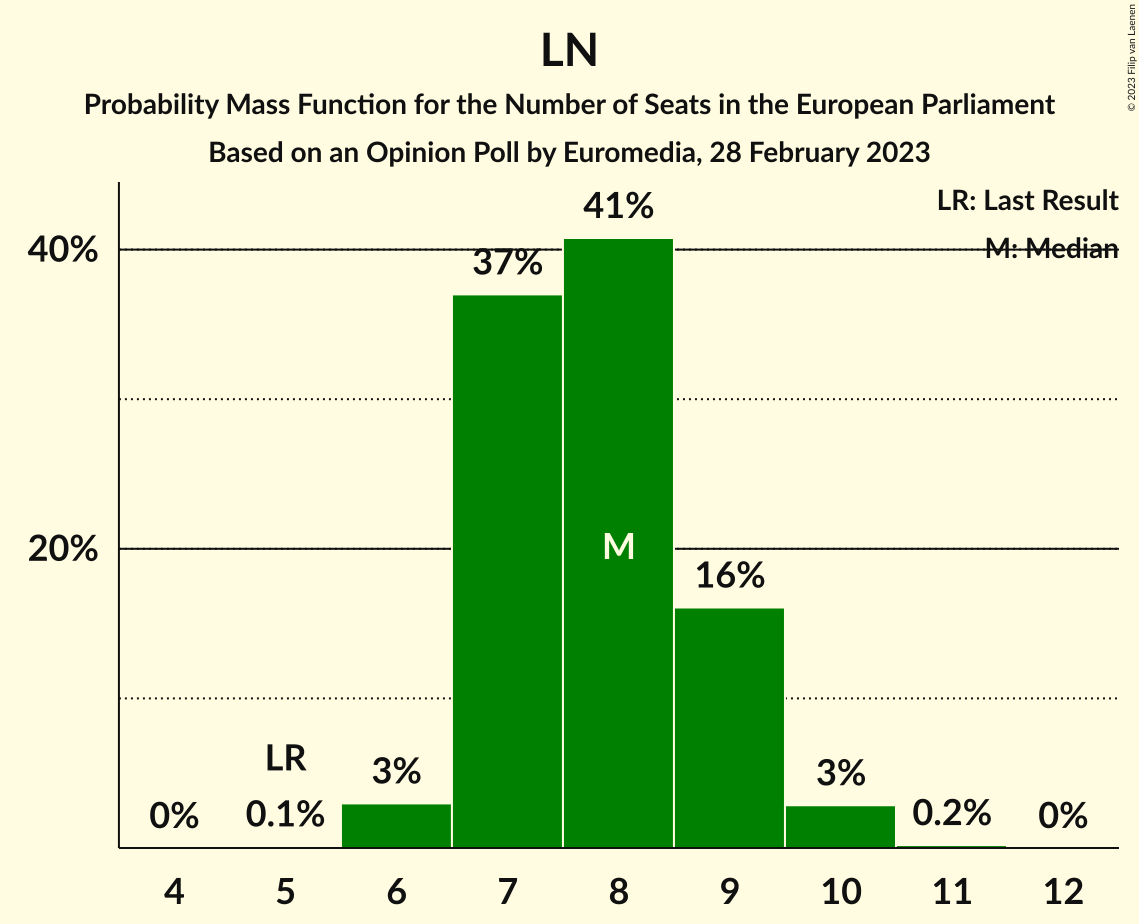 LN
Probability Mass Function for the Number of Seats in the European Parliament
Based on an Opinion Poll by Euromedia, 28 February 2023
© 2023 Filip van Laenen
LR: Last Result
M: Median
40%
20%
0%
LR
0.1%
3%
37%
41%
M
16%
3%
0.2%
0%
4 5 6 7 8 9 10 11 12